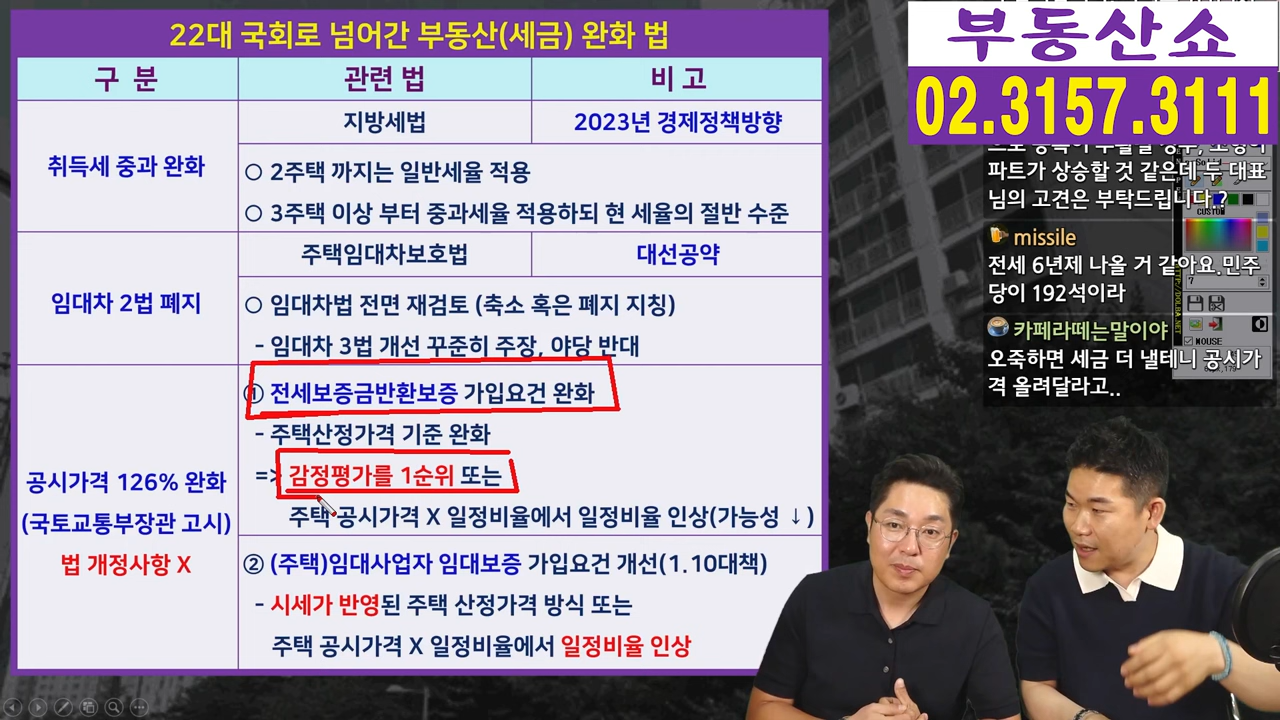 22대 국회로 넘어간 부동산(세금) 완화 법
구 분
관련 법
비 고
취득세 중과 완화
지방세법
2023년 경제정책방향
○ 2주택 까지는 일반세율 적용
○ 3주택 이상 부터 중과세율 적용하되 현 세율의 절반 수준
임대차 2법 폐지
주택임대차보호법
대선공약
○ 임대차법 전면 재검토 (축소 혹은 폐지 지칭)
- 임대차 3법 개선 꾸준히 주장, 야당 반대
공시가격 126% 완화
(국토교통부장관 고시)
법 개정사항 X
① 전세보증금반환보증 가입요건 완화
- 주택산정가격 기준 완화
=> 감정평가를 1순위 또는
주택 공시가격 X 일정비율에서 일정비율 인상(가능성 ↓)
② (주택)임대사업자 임대보증 가입요건 개선(1.10대책)
- 시세가 반영된 주택 산정가격 방식 또는
주택 공시가격 X 일정비율에서 일정비율 인상
부동산쇼
02.3157.3111
파트가 상승할 것 같은데 두 대표
님의 고견은 부탁드립니다.?
missile
전세 6년제 나올 거 같아요.민주
당이 192석이라
카페라떼는말이야
오죽하면 세금 더 낼테니 공시가
격 올려달라고..
CUSTOM
7
MOUSE